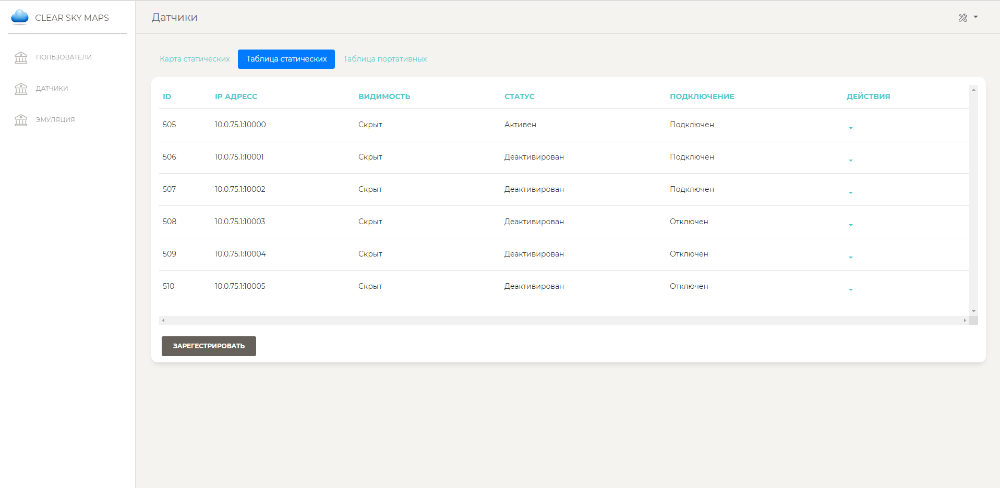 CLEAR SKY MAPS
Датчики
ПОЛЬЗОВАТЕЛИ
ДАТЧИКИ
ЭМУЛЯЦИЯ
Карта статических Таблица статических Таблица портативных
ID IP АДРЕСС ВИДИМОСТЬ СТАТУС ПОДКЛЮЧЕНИЕ ДЕЙСТВИЯ
505 10.0.75.1:10000 Скрыт Активен Подключен
506 10.0.75.1:10001 Скрыт Деактивирован Подключен
507 10.0.75.1:10002 Скрыт Деактивирован Подключен
508 10.0.75.1:10003 Скрыт Деактивирован Отключен
509 10.0.75.1:10004 Скрыт Деактивирован Отключен
510 10.0.75.1:10005 Скрыт Деактивирован Отключен
ЗАРЕГЕСТРИРОВАТЬ